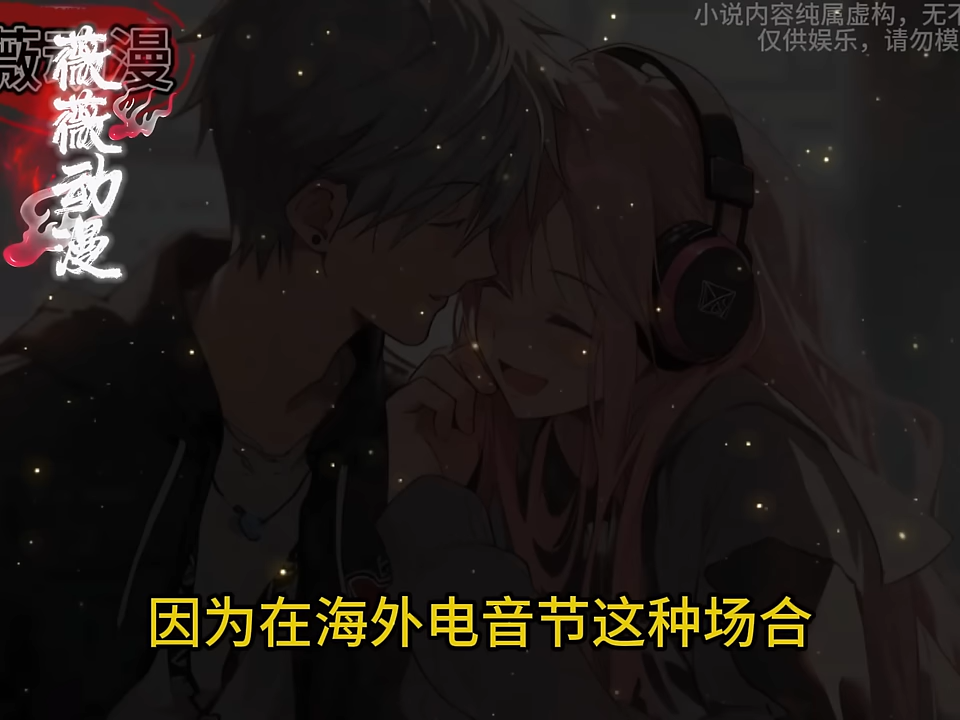 薇薇动漫
小说内容纯属虚构，无不
仅供娱乐，请勿模
因为在海外电音节这种场合